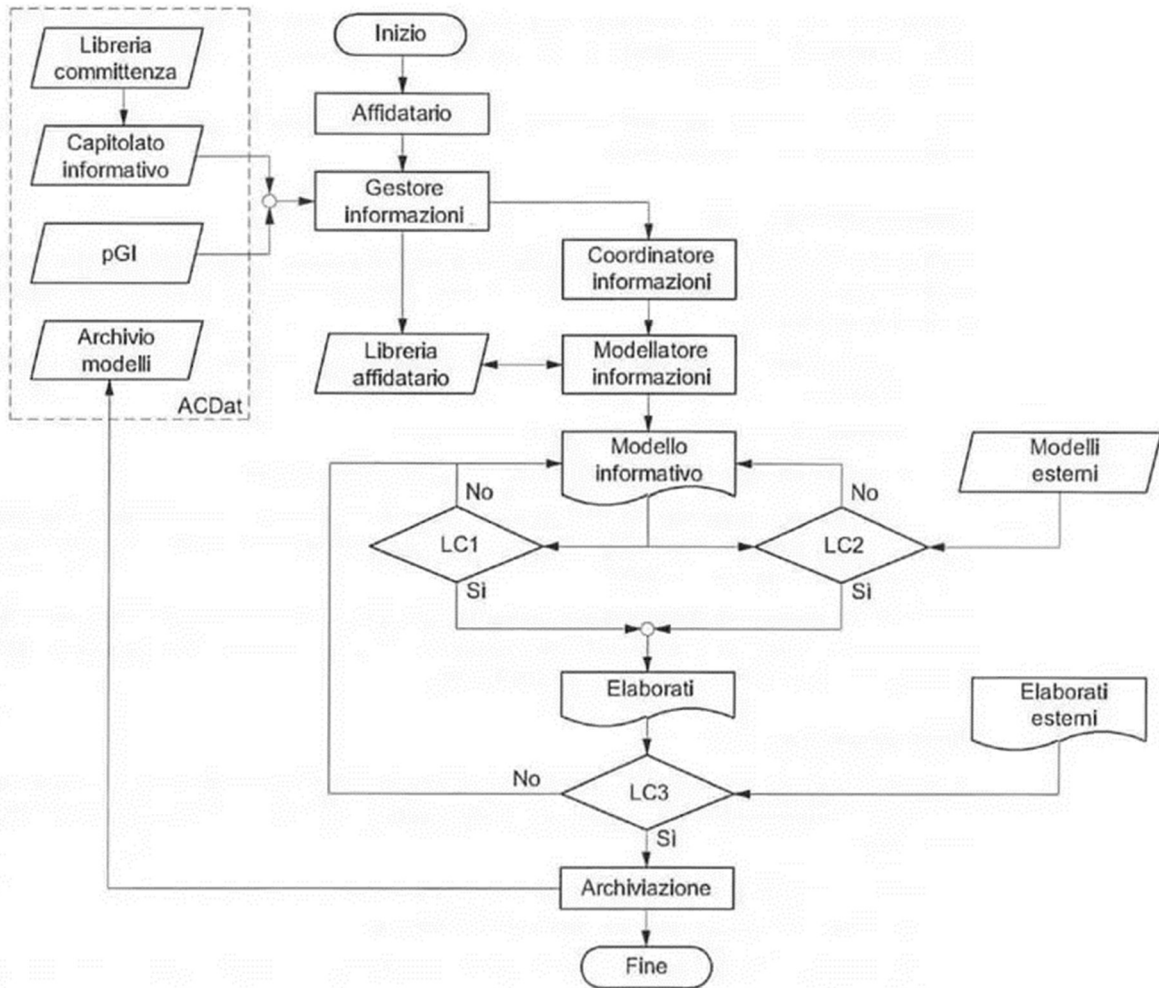 Libreria
committenza
Capitolato
informativo
pGI
Archivio
modelli
ACDat
Inizio
Affidatario
Gestore
informazioni
Coordinatore
informazioni
Libreria
affidatario
Modellatore
informazioni
Modello
informativo
Modelli
esterni
No
No
LC1
LC2
Sì
Sì
Elaborati
Elaborati
esterni
No
LC3
Sì
Archiviazione
Fine